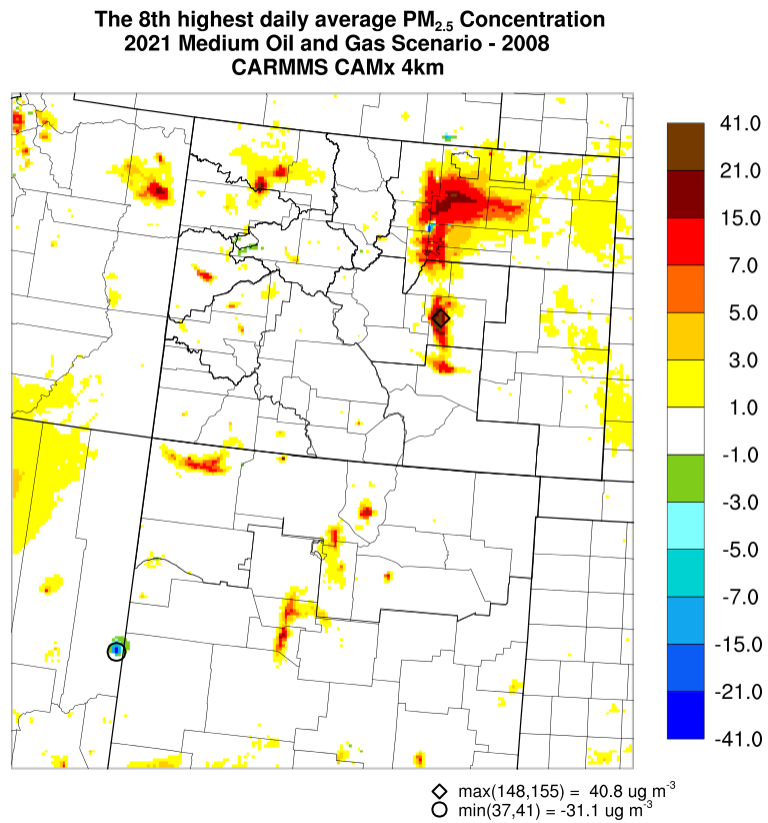 The 8th highest daily average PM2.5 Concentration
2021 Medium Oil and Gas Scenario - 2008
CARMMS CAMx 4km
41.0
21.0
15.0
7.0
5.0
3.0
1.0
-1.0
-3.0
-5.0
-7.0
-15.0
-21.0
-41.0
max(148,155) = 40.8 ug m-3
min(37,41) = -31.1 ug m-3